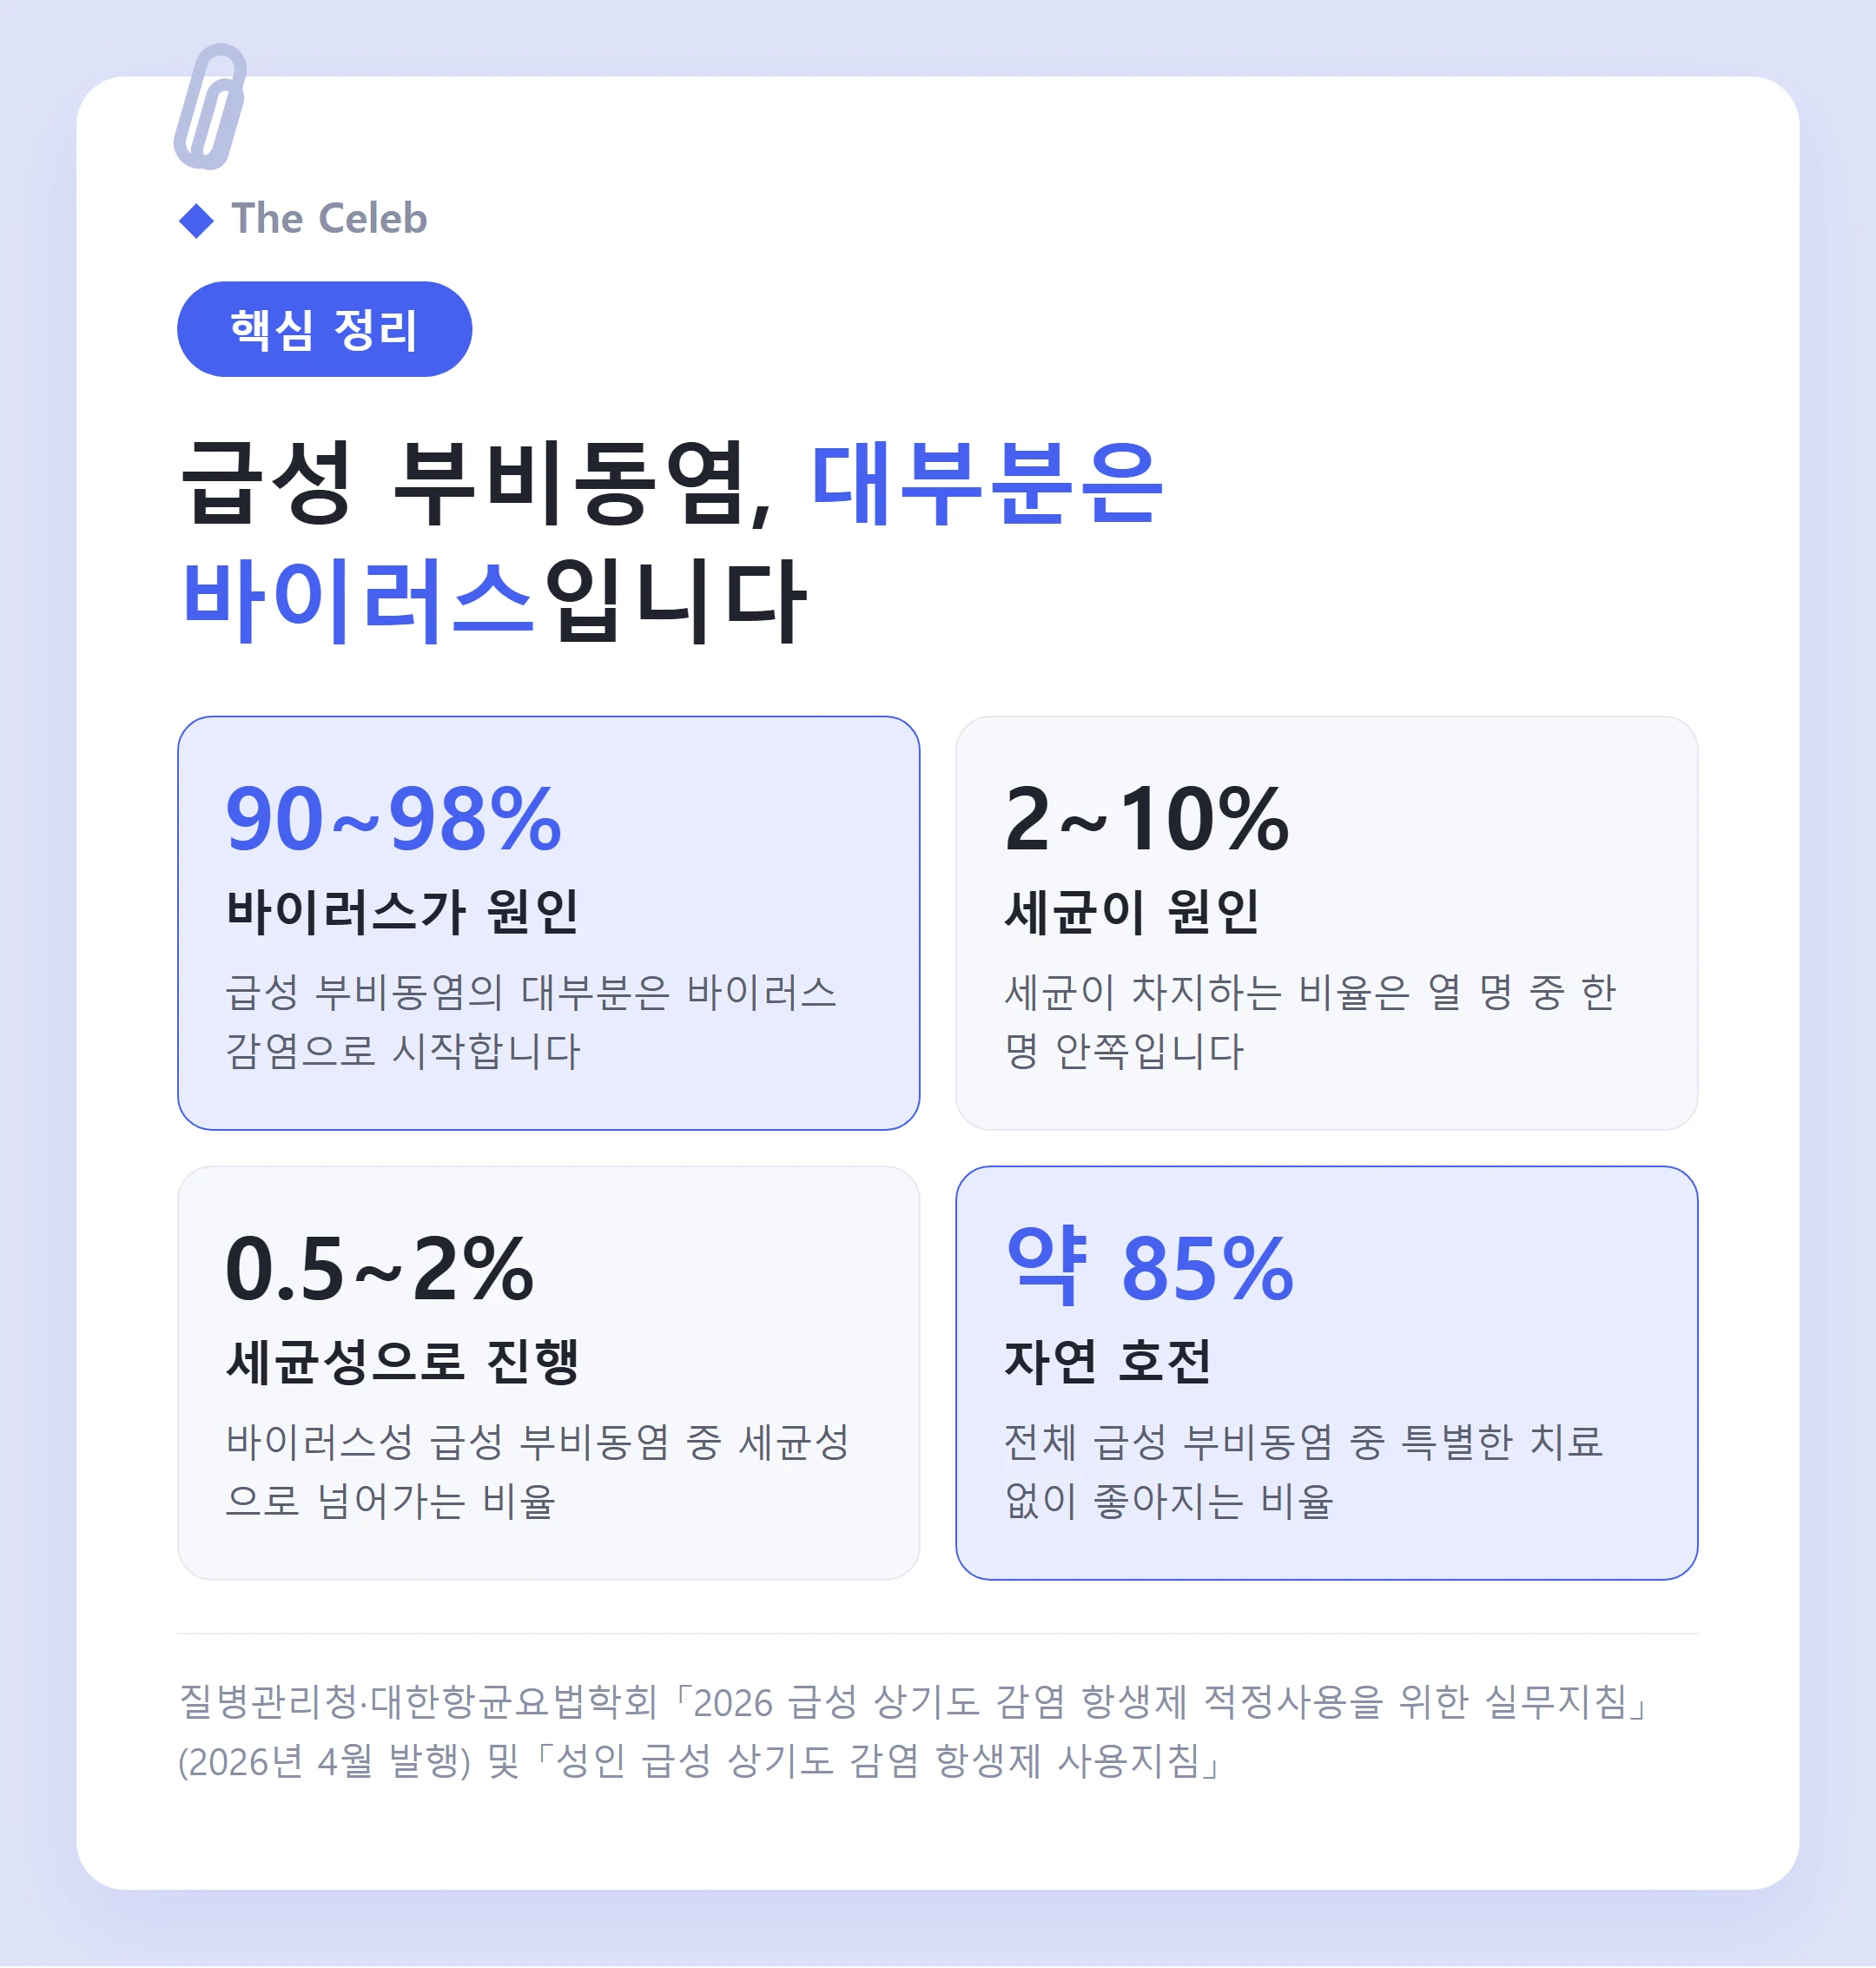 The Celeb
핵심 정리
급성 부비동염, 대부분은
바이러스입니다
90~98%
바이러스가 원인
급성 부비동염의 대부분은 바이러스
감염으로 시작합니다
2~10%
세균이 원인
세균이 차지하는 비율은 열 명 중 한
명 안쪽입니다
0.5~2%
세균성으로 진행
바이러스성 급성 부비동염 중 세균성
으로 넘어가는 비율
약 85%
자연 호전
전체 급성 부비동염 중 특별한 치료
없이 좋아지는 비율
질병관리청·대한항균요법학회「2026 급성 상기도 감염 항생제 적정사용을 위한 실무지침」
(2026년 4월 발행) 및「성인 급성 상기도 감염 항생제 사용지침」